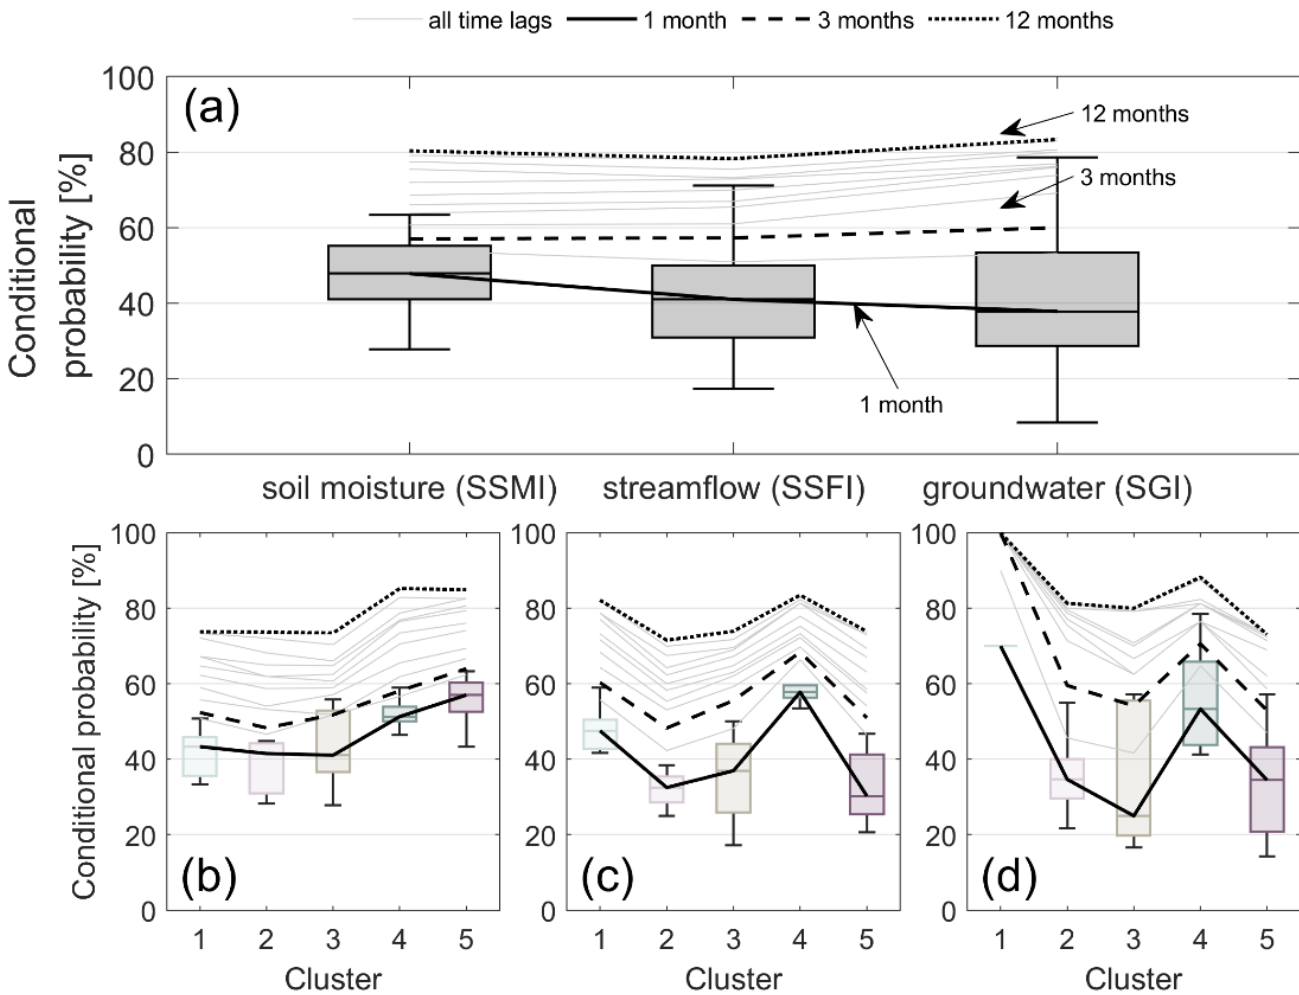 all time lags 1 month 3 months 12 months
100
80
60
40
20
0
Conditional
probability [%]
(a)
12 months
3 months
1 month
soil moisture (SSMI) streamflow (SSFI) groundwater (SGI)
100
80
60
40
20
0
Conditional probability [%]
(b)
1 2 3 4 5
Cluster
100
80
60
40
20
0
(c)
1 2 3 4 5
Cluster
100
80
60
40
20
0
(d)
1 2 3 4 5
Cluster